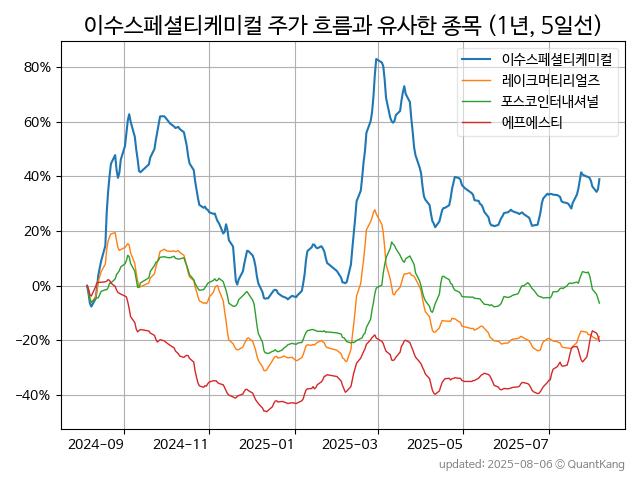 이수스페셜티케미컬 주가 흐름과 유사한 종목 (1년, 5일선)
이수스페셜티케미컬
레이크머티리얼즈
포스코인터내셔널
에프에스티
80%
60%
40%
20%
0%
−20%
−40%
2024-09
2024-11
2025-01
2025-03
2025-05
2025-07
updated: 2025-08-06 © QuantKang